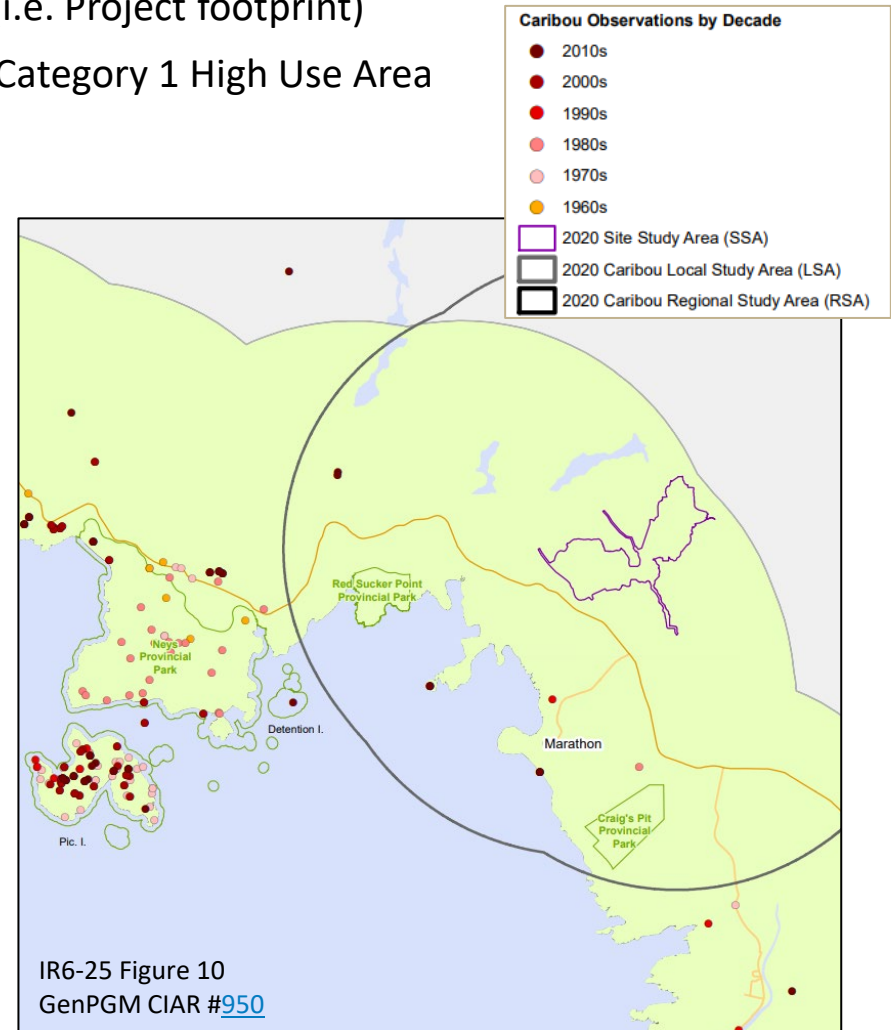 i.e. Project footprint)
Category 1 High Use Area
Caribou Observations by Decade
2010s
2000s
1990s
1980s
1970s
1960s
2020 Site Study Area (SSA)
2020 Caribou Local Study Area (LSA)
2020 Caribou Regional Study Area (RSA)
Red Sucker Point
Provincial Park
Neys
Provincial
Park
Detention I.
Marathon
Craig's Pit
Provincial
Park
Pic. I.
IR6-25 Figure 10
GenPGM CIAR #950